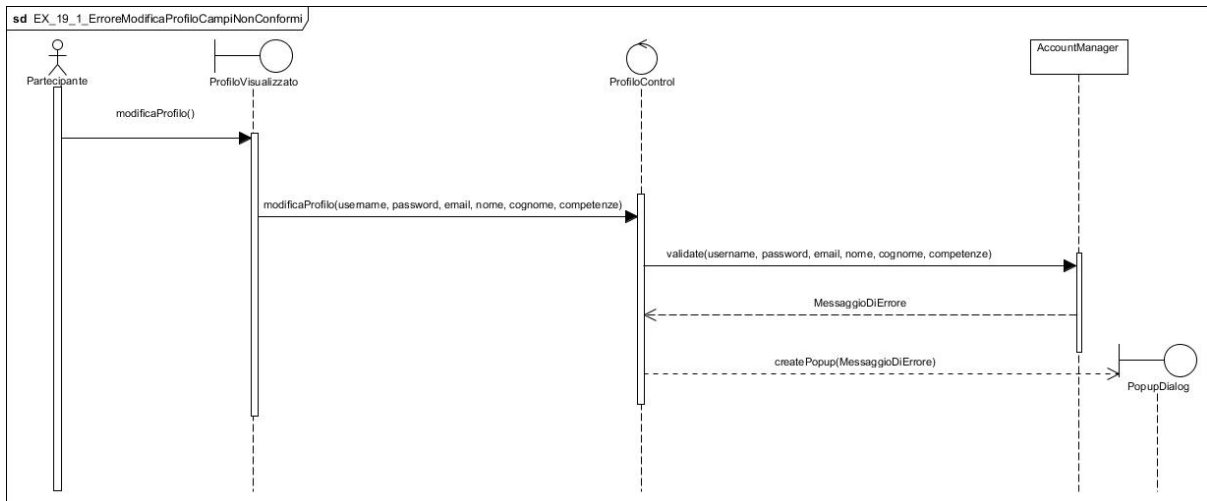 sd EX_19_1_ErroreModificaProfiloCampiNonConformi
Partecipante
ProfiloVisualizzato
ProfiloControl
AccountManager
modificaProfilo()
modificaProfilo(username, password, email, nome, cognome, competenze)
validate(username, password, email, nome, cognome, competenze)
MessaggioDiErrore
createPopup(MessaggioDiErrore)
PopupDialog